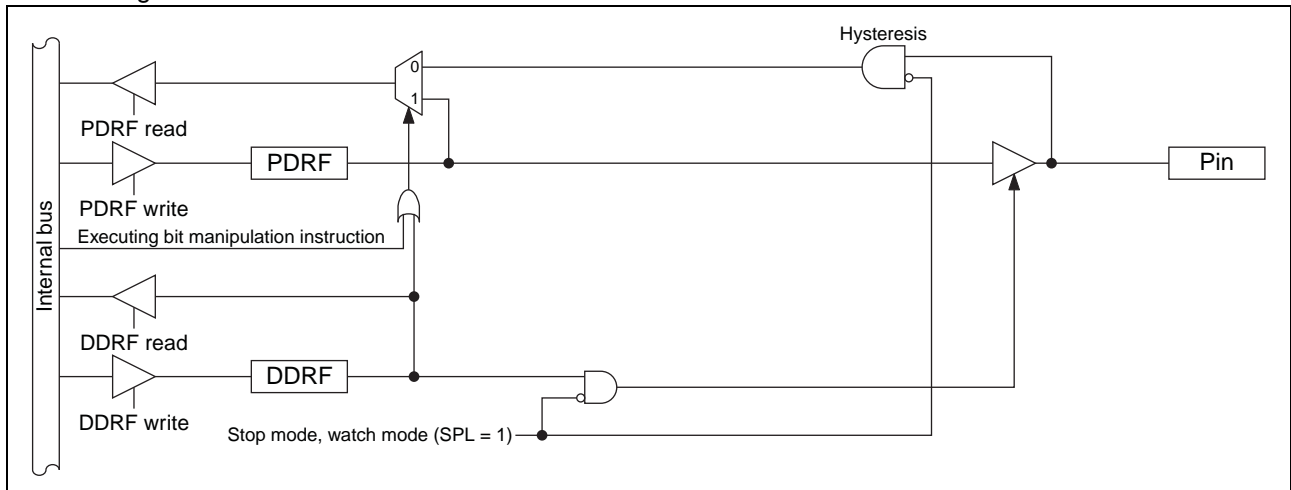 Hysteresis
0
1
PDRF read
PDRF
Pin
PDRF write
Executing bit manipulation instruction
Internal bus
DDRF read
DDRF
DDRF write
Stop mode, watch mode (SPL = 1)